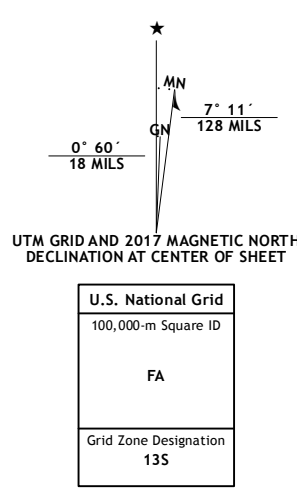 MN
GN
7° 11´
128 MILS
0° 60´
18 MILS
UTM GRID AND 2017 MAGNETIC NORTH
DECLINATION AT CENTER OF SHEET
U.S. National Grid
100,000-m Square ID
FA
Grid Zone Designation
13S